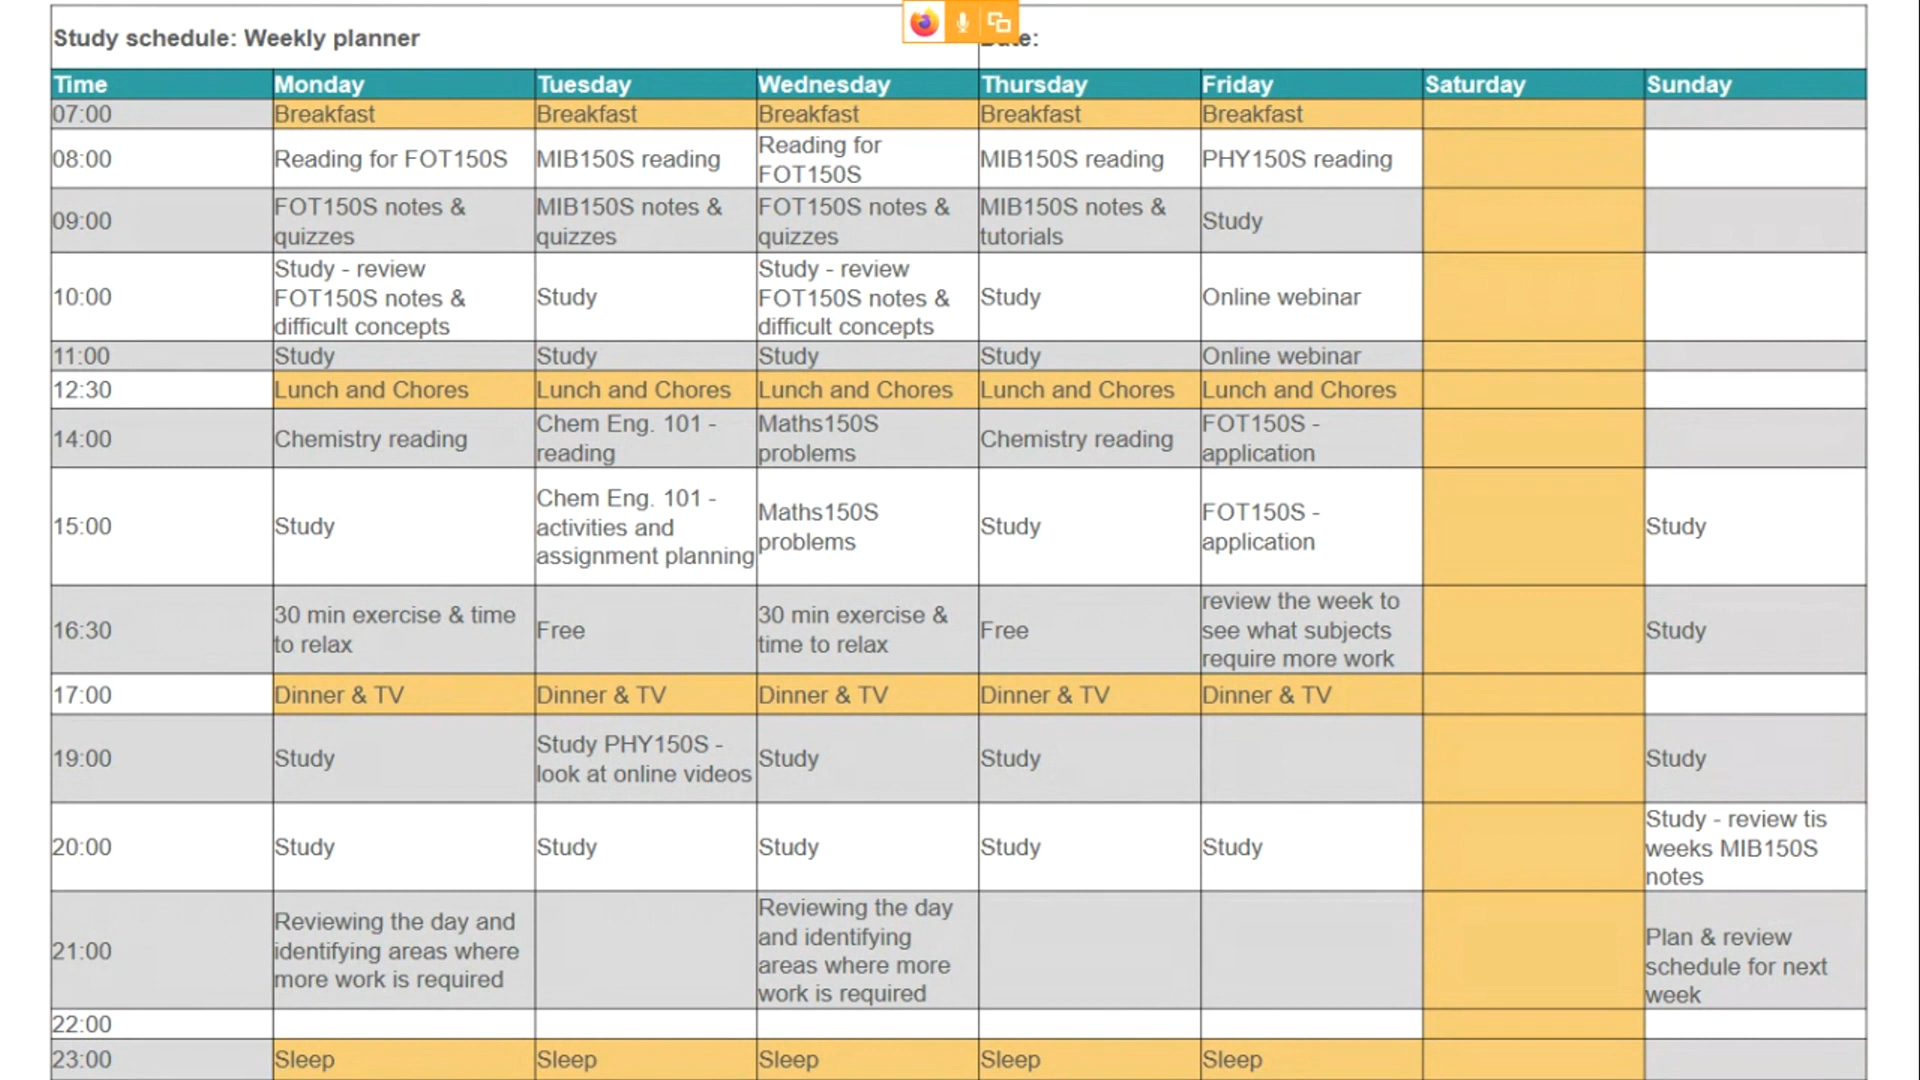 Study schedule: Weekly planner
Time Monday Tuesday Wednesday Thursday Friday Saturday Sunday
07:00 Breakfast Breakfast Breakfast Breakfast Breakfast
08:00 Reading for FOT150S MIB150S reading Reading for FOT150S MIB150S reading PHY150S reading
09:00 FOT150S notes & quizzes MIB150S notes & quizzes FOT150S notes & quizzes MIB150S notes & tutorials Study
10:00 Study - review FOT150S notes & difficult concepts Study Study - review FOT150S notes & difficult concepts Study Online webinar
11:00 Study Study Study Study Online webinar
12:30 Lunch and Chores Lunch and Chores Lunch and Chores Lunch and Chores Lunch and Chores
14:00 Chemistry reading Chem Eng. 101 - reading Maths150S problems Chemistry reading FOT150S - application
15:00 Study Chem Eng. 101 - activities and assignment planning Maths150S problems Study FOT150S - application Study
16:30 30 min exercise & time to relax Free 30 min exercise & time to relax Free review the week to see what subjects require more work Study
17:00 Dinner & TV Dinner & TV Dinner & TV Dinner & TV Dinner & TV
19:00 Study Study PHY150S - look at online videos Study Study Study
20:00 Study Study Study Study Study Study - review tis weeks MIB150S notes
21:00 Reviewing the day and identifying areas where more work is required Reviewing the day and identifying areas where more work is required Plan & review schedule for next week
22:00
23:00 Sleep Sleep Sleep Sleep Sleep